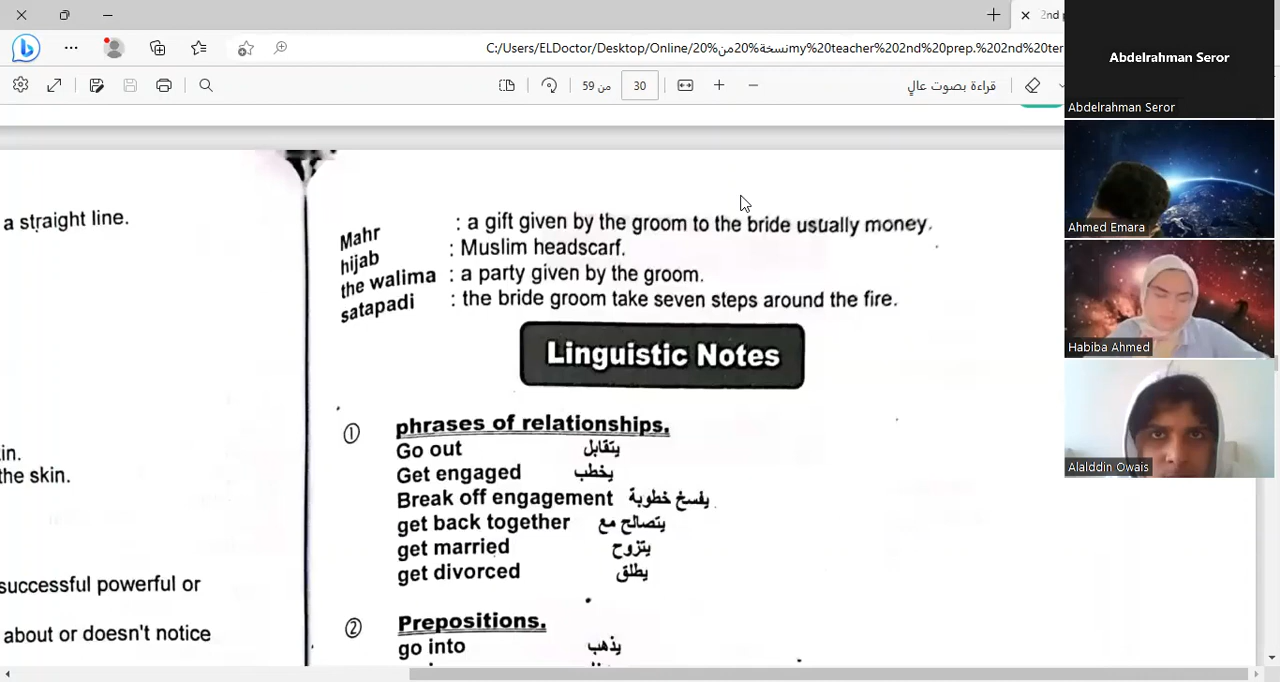 2nd p
C:/Users/ELDoctor/Desktop/Online/20%نسخة%20من%20my%20teacher%202nd%20prep.%202nd%20ter
30 من 59
قراءة بصوت عالٍ
a straight line.
in.
the skin.
successful powerful or
about or doesn't notice
Mahr : a gift given by the groom to the bride usually money.
hijab : Muslim headscarf.
the walima : a party given by the groom.
satapadi : the bride groom take seven steps around the fire.
Linguistic Notes
① phrases of relationships.
Go out يتقابل
Get engaged يخطب
Break off engagement يفسخ خطوبة
get back together يتصالح مع
get married يتزوج
get divorced يطلق
② Prepositions.
go into يذهب
Abdelrahman Seror
Abdelrahman Seror
Ahmed Emara
Habiba Ahmed
Alalddin Owais